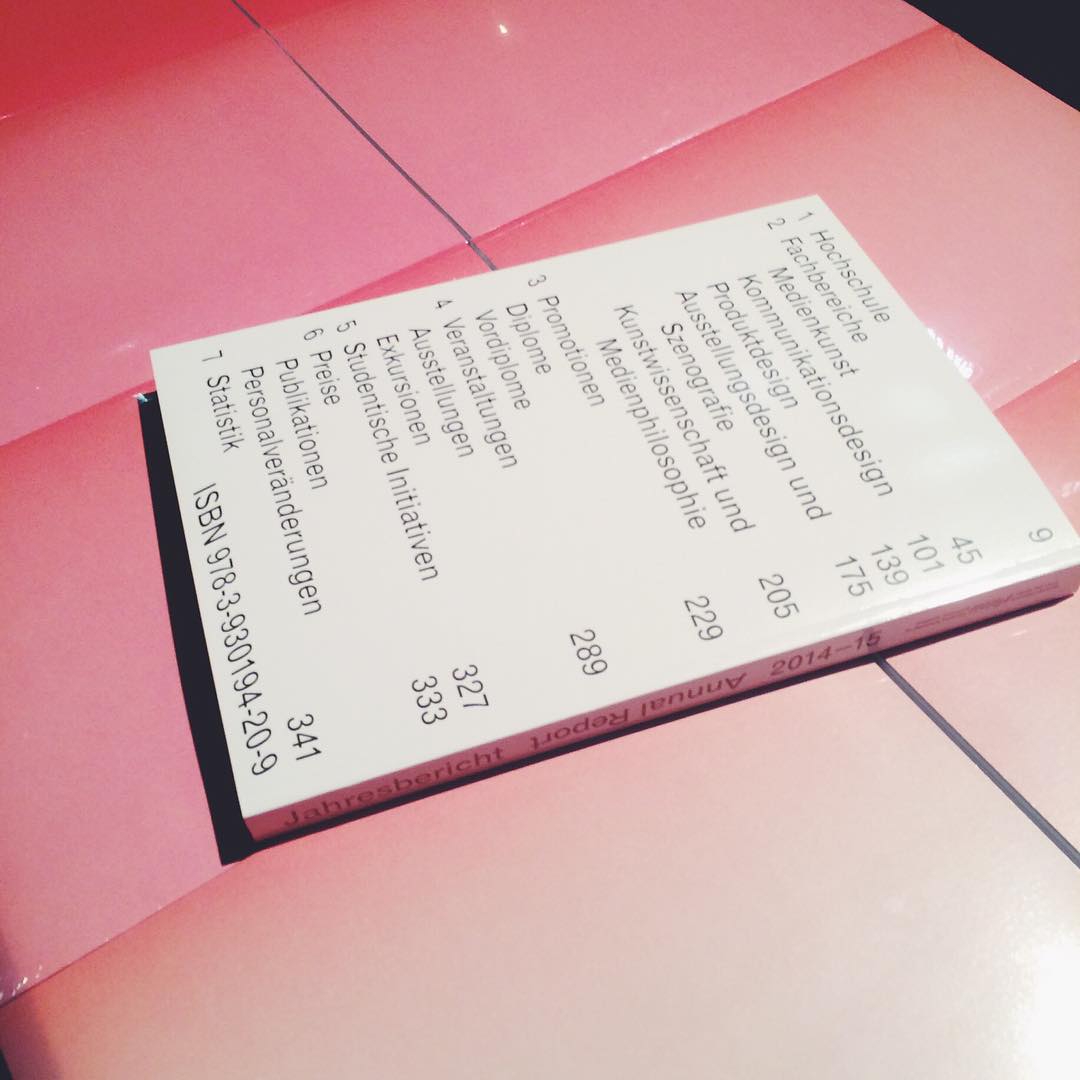 1 Hochschule 9
2 Fachbereiche
Medienkunst 45
Kommunikationsdesign 101
Produktdesign 139
Ausstellungsdesign und 175
Szenografie
Kunstwissenschaft und 205
Medienphilosophie
3 Promotionen 229
Diplome
Vordiplome
4 Veranstaltungen 289
Ausstellungen
Exkursionen
5 Studentische Initiativen 327
6 Preise 333
Publikationen
Personalveränderungen
7 Statistik 341
ISBN 978-3-930194-20-9
Jahresbericht Annual Report 2014–15